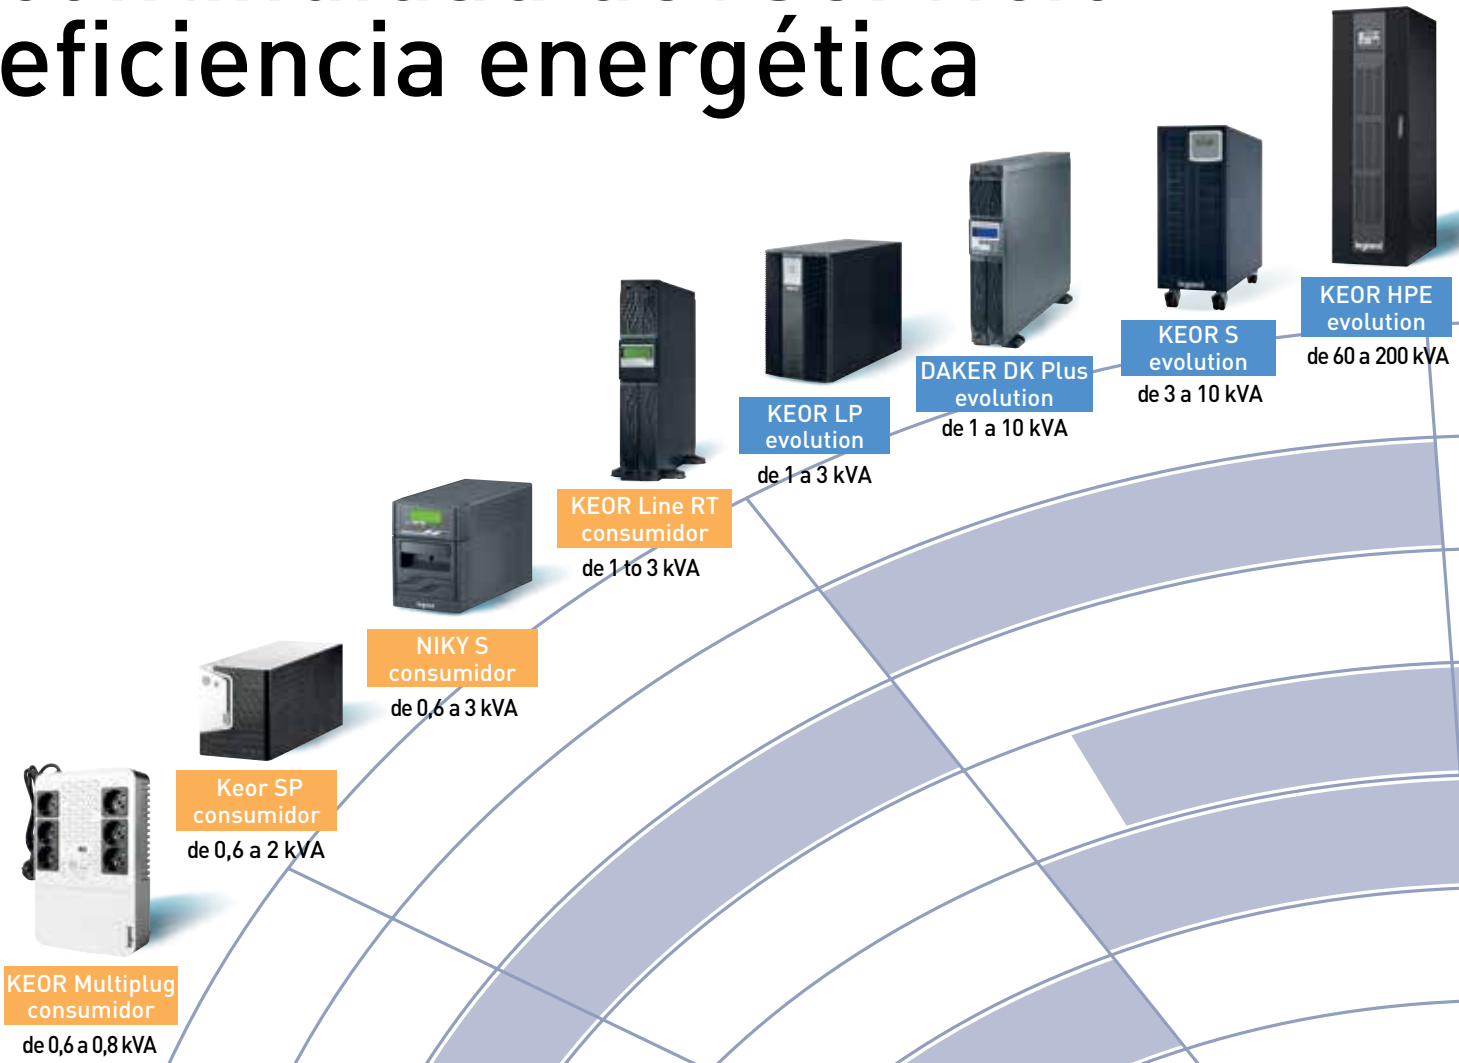 eficiencia energética
KEOR HPE
evolution
de 60 a 200 kVA
KEOR S
evolution
de 3 a 10 kVA
DAKER DK Plus
evolution
de 1 a 10 kVA
KEOR LP
evolution
de 1 a 3 kVA
KEOR Line RT
consumidor
de 1 to 3 kVA
NIKY S
consumidor
de 0,6 a 3 kVA
Keor SP
consumidor
de 0,6 a 2 kVA
KEOR Multiplug
consumidor
de 0,6 a 0,8 kVA